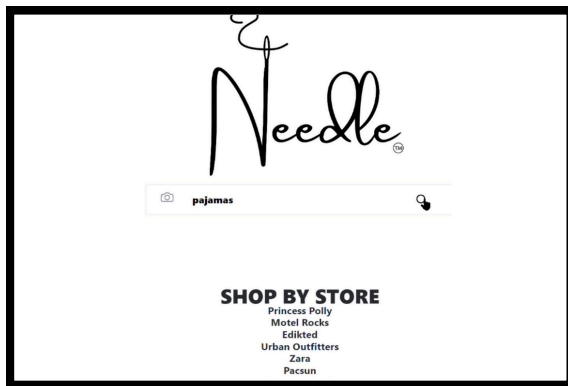 Needle
TM
pajamas
SHOP BY STORE
Princess Polly
Motel Rocks
Edikted
Urban Outfitters
Zara
Pacsun